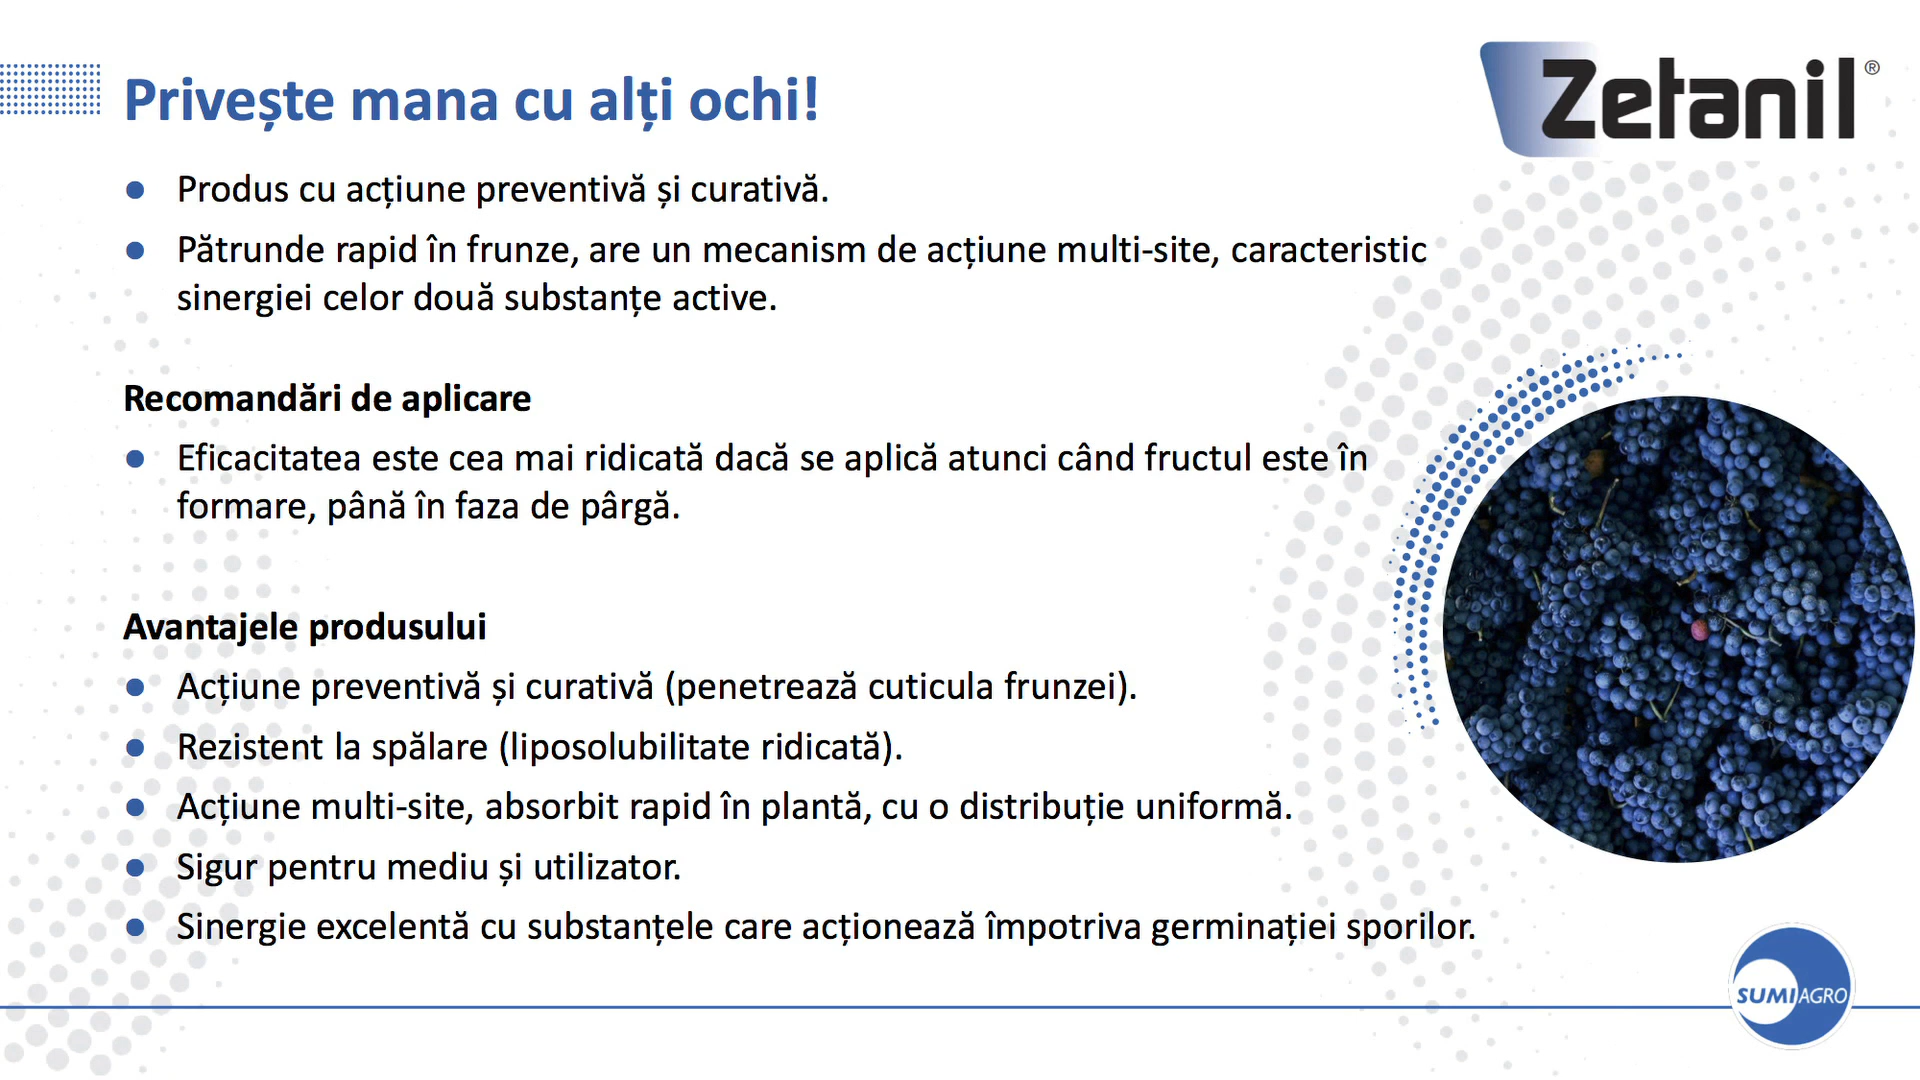 Privește mana cu alți ochi!
Zetanil®
● Produs cu acțiune preventivă și curativă.
● Pătrunde rapid în frunze, are un mecanism de acțiune multi-site, caracteristic
sinergiei celor două substanțe active.
Recomandări de aplicare
● Eficacitatea este cea mai ridicată dacă se aplică atunci când fructul este în
formare, până în faza de pârgă.
Avantajele produsului
● Acțiune preventivă și curativă (penetrează cuticula frunzei).
● Rezistent la spălare (liposolubilitate ridicată).
● Acțiune multi-site, absorbit rapid în plantă, cu o distribuție uniformă.
● Sigur pentru mediu și utilizator.
● Sinergie excelentă cu substanțele care acționează împotriva germinației sporilor.
SUMIAGRO